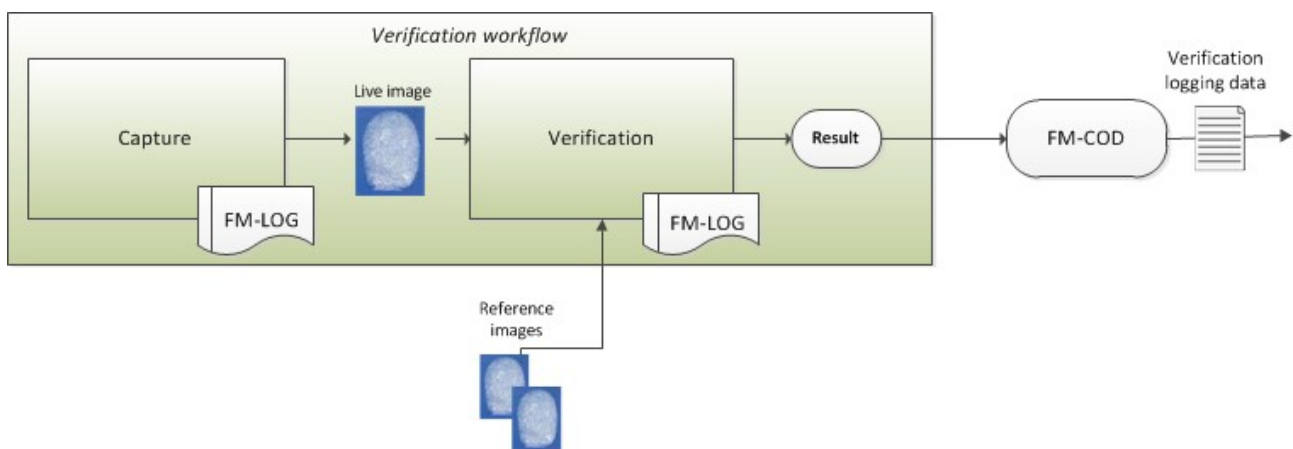 Verification workflow
Capture
FM-LOG
Live image
Verification
FM-LOG
Result
FM-COD
Verification
logging data
Reference
images